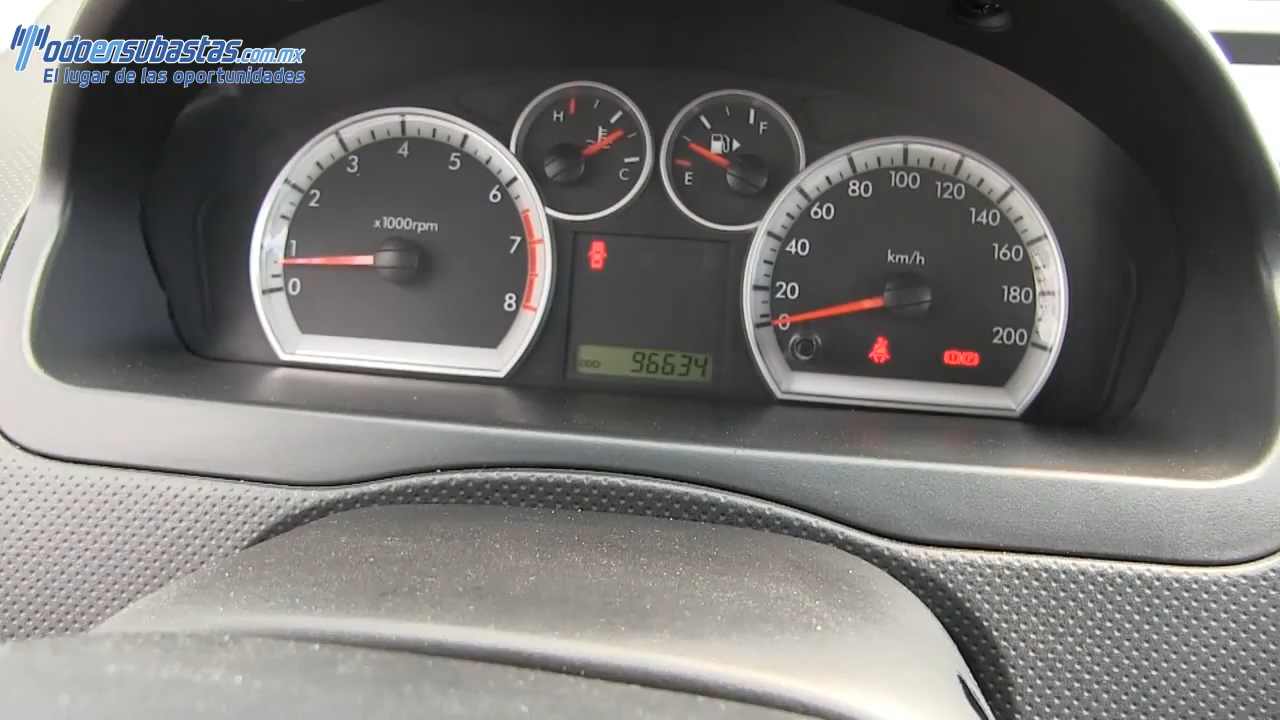 Todoensubastas.com.mx
El lugar de las oportunidades
H
C
F
E
0
1
2
3
4
5
6
7
8
x1000rpm
0
20
40
60
80
100
120
140
160
180
200
km/h
ODO 96634